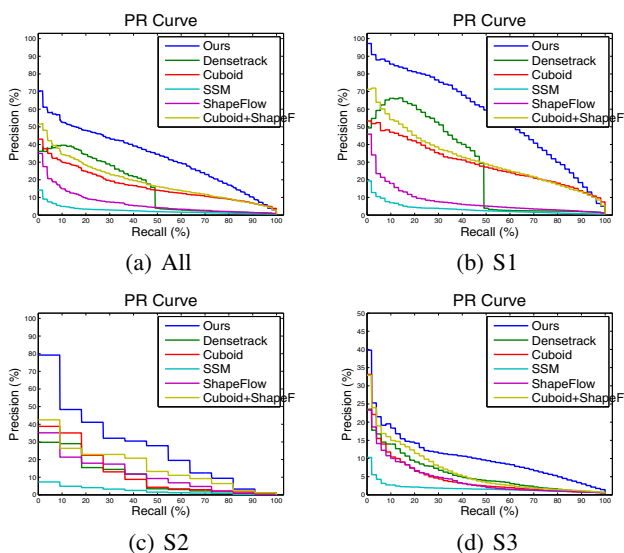 PR Curve
PR Curve
100
90
80
70
60
50
40
30
20
10
0
Precision (%)
Ours
Densetrack
Cuboid
SSM
ShapeFlow
Cuboid+ShapeF
0 10 20 30 40 50 60 70 80 90 100
Recall (%)
100
90
80
70
60
50
40
30
20
10
0
Precision (%)
Ours
Densetrack
Cuboid
SSM
ShapeFlow
Cuboid+ShapeF
0 10 20 30 40 50 60 70 80 90 100
Recall (%)
(a) All
(b) S1
PR Curve
PR Curve
100
90
80
70
60
50
40
30
20
10
0
Precision (%)
Ours
Densetrack
Cuboid
SSM
ShapeFlow
Cuboid+ShapeF
0 10 20 30 40 50 60 70 80 90 100
Recall (%)
50
45
40
35
30
25
20
15
10
5
0
Precision (%)
Ours
Densetrack
Cuboid
SSM
ShapeFlow
Cuboid+ShapeF
0 10 20 30 40 50 60 70 80 90 100
Recall (%)
(c) S2
(d) S3